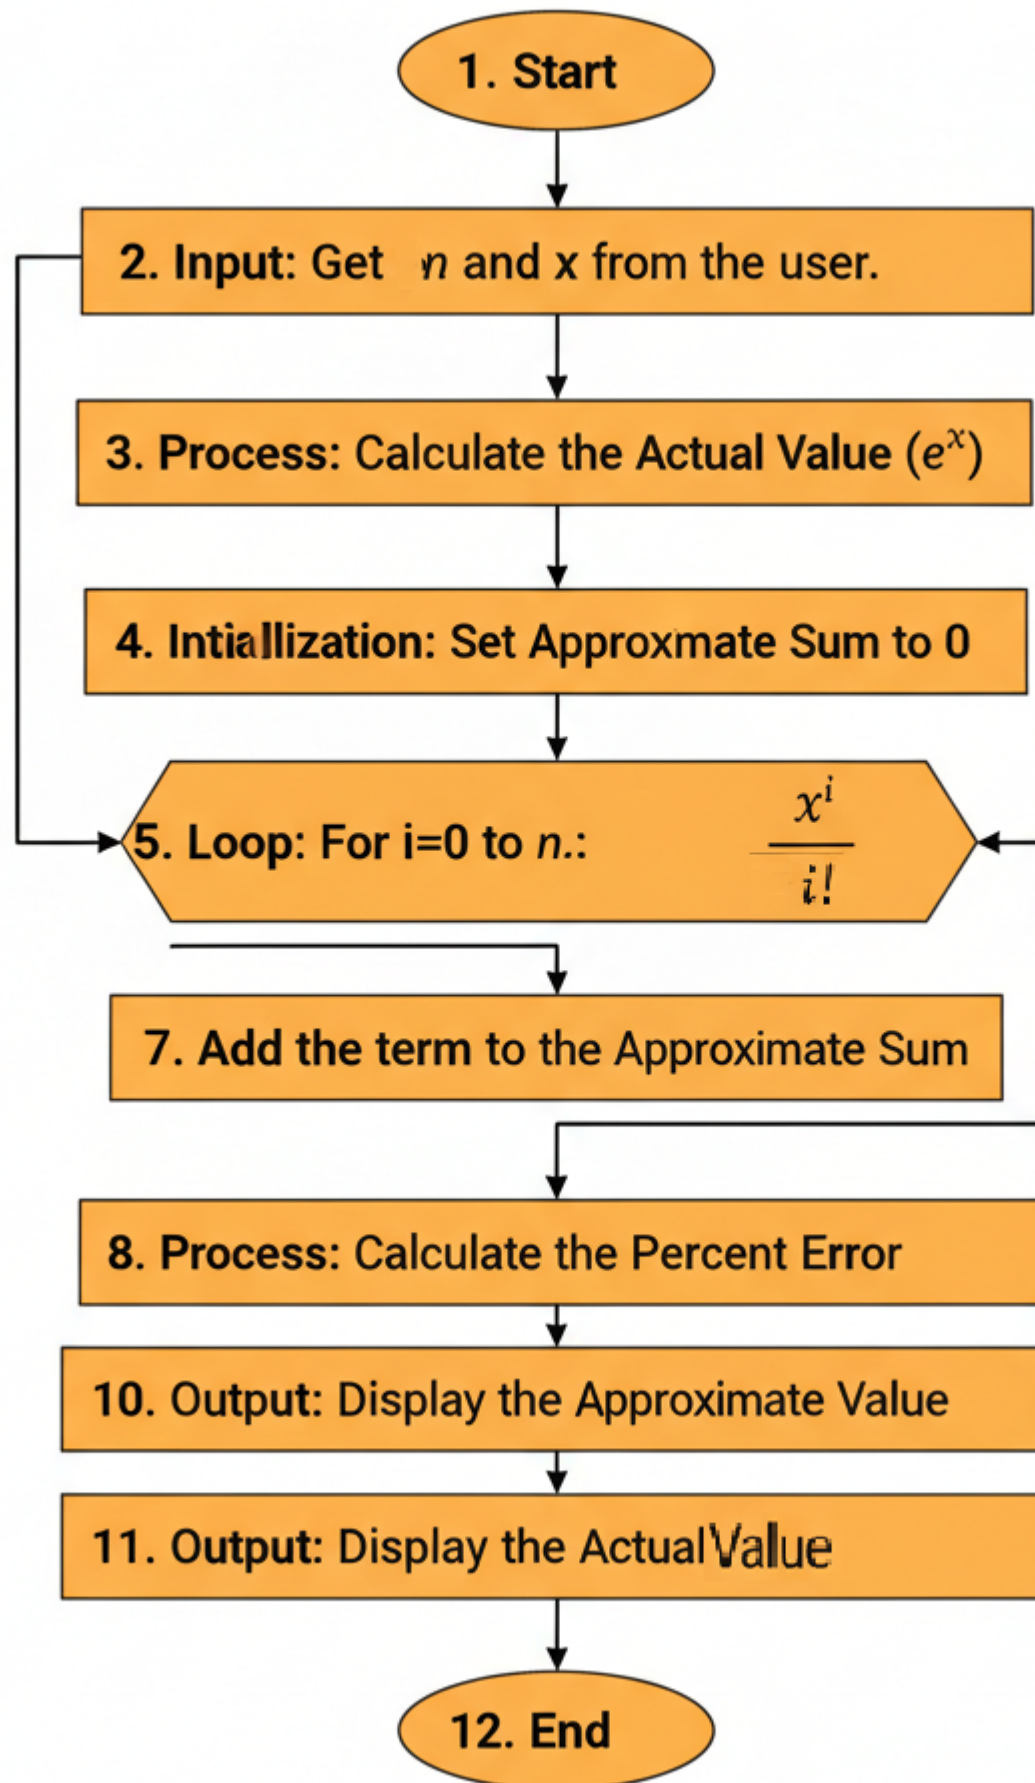 1. Start
2. Input: Get n and x from the user.
3. Process: Calculate the Actual Value (eˣ)
4. Intiallization: Set Approxmate Sum to 0
5. Loop: For i=0 to n.: xⁱ / i!
7. Add the term to the Approximate Sum
8. Process: Calculate the Percent Error
10. Output: Display the Approximate Value
11. Output: Display the Actual Value
12. End